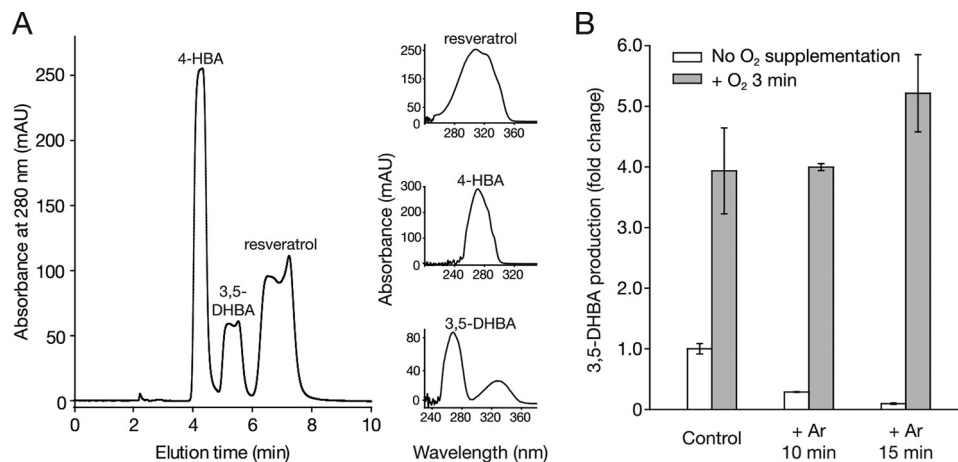 A
Absorbance at 280 nm (mAU)
250
200
150
100
50
0
0 2 4 6 8 10
Elution time (min)
4-HBA
3,5-
DHBA
resveratrol
Absorbance (mAU)
resveratrol
250
150
50
0
280 320 360
4-HBA
300
200
100
0
240 280 320
3,5-DHBA
80
40
0
240 280 320 360
Wavelength (nm)
B
3,5-DHBA production (fold change)
6.0
5.0
4.0
3.0
2.0
1.0
0
No O₂ supplementation
+ O₂ 3 min
Control
+ Ar
10 min
+ Ar
15 min